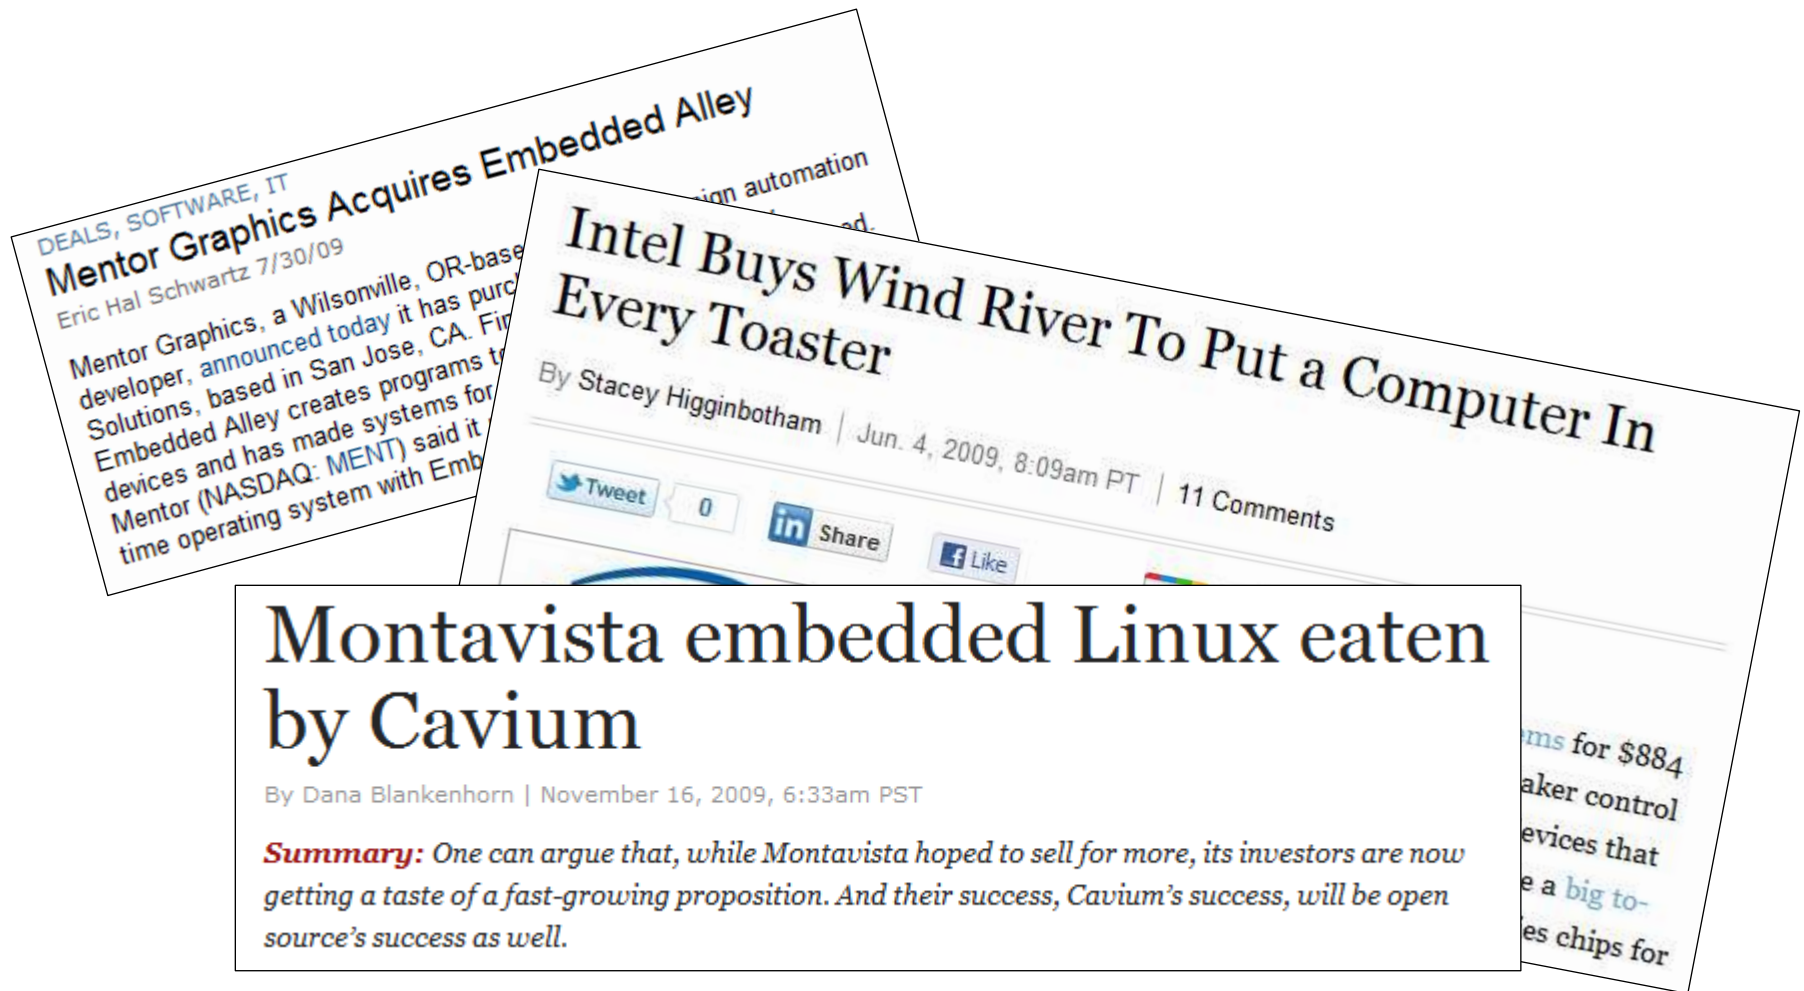 DEALS, SOFTWARE, IT
Mentor Graphics Acquires Embedded Alley
Eric Hal Schwartz 7/30/09
Mentor Graphics, a Wilsonville, OR-base
ign automation
developer, announced today it has purc
ed.
Solutions, based in San Jose, CA. Fin
Embedded Alley creates programs to
devices and has made systems for
Mentor (NASDAQ: MENT) said it
time operating system with Emb
Intel Buys Wind River To Put a Computer In
Every Toaster
By Stacey Higginbotham | Jun. 4, 2009, 8:09am PT | 11 Comments
Tweet 0 in Share f Like
ems for $884
aker control
evices that
e a big to-
es chips for
Montavista embedded Linux eaten
by Cavium
By Dana Blankenhorn | November 16, 2009, 6:33am PST
Summary: One can argue that, while Montavista hoped to sell for more, its investors are now
getting a taste of a fast-growing proposition. And their success, Cavium's success, will be open
source's success as well.